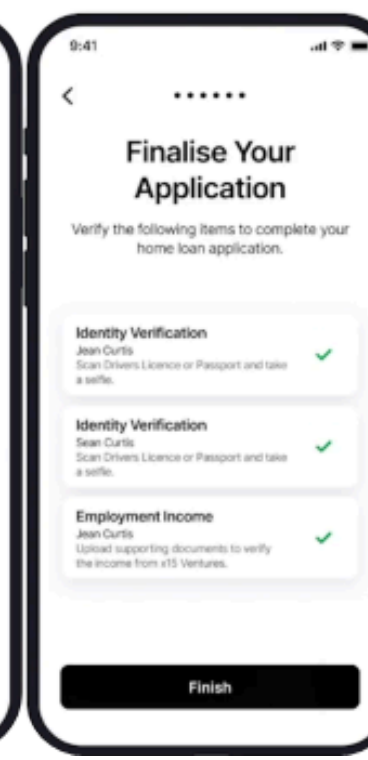 9:41
Finalise Your
Application
Verify the following items to complete your
home loan application.
Identity Verification
Jean Curtis
Scan Drivers Licence or Passport and take
a selfie.
Identity Verification
Sean Curtis
Scan Drivers Licence or Passport and take
a selfie.
Employment Income
Jean Curtis
Upload supporting documents to verify
the income from x15 Ventures.
Finish